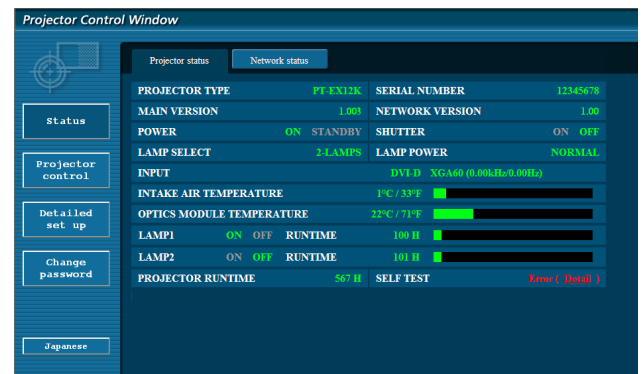 Projector Control Window
Projector status Network status
PROJECTOR TYPE PT-EX12K SERIAL NUMBER 12345678
MAIN VERSION 1.003 NETWORK VERSION 1.00
POWER ON STANDBY SHUTTER ON OFF
LAMP SELECT 2-LAMPS LAMP POWER NORMAL
INPUT DVI-D XGA60 (0.00kHz/0.00Hz)
INTAKE AIR TEMPERATURE 1°C / 33°F
OPTICS MODULE TEMPERATURE 22°C / 71°F
LAMP1 ON OFF RUNTIME 100 H
LAMP2 ON OFF RUNTIME 101 H
PROJECTOR RUNTIME 567 H SELF TEST Error ( Detail )
Status
Projector
control
Detailed
set up
Change
password
Japanese